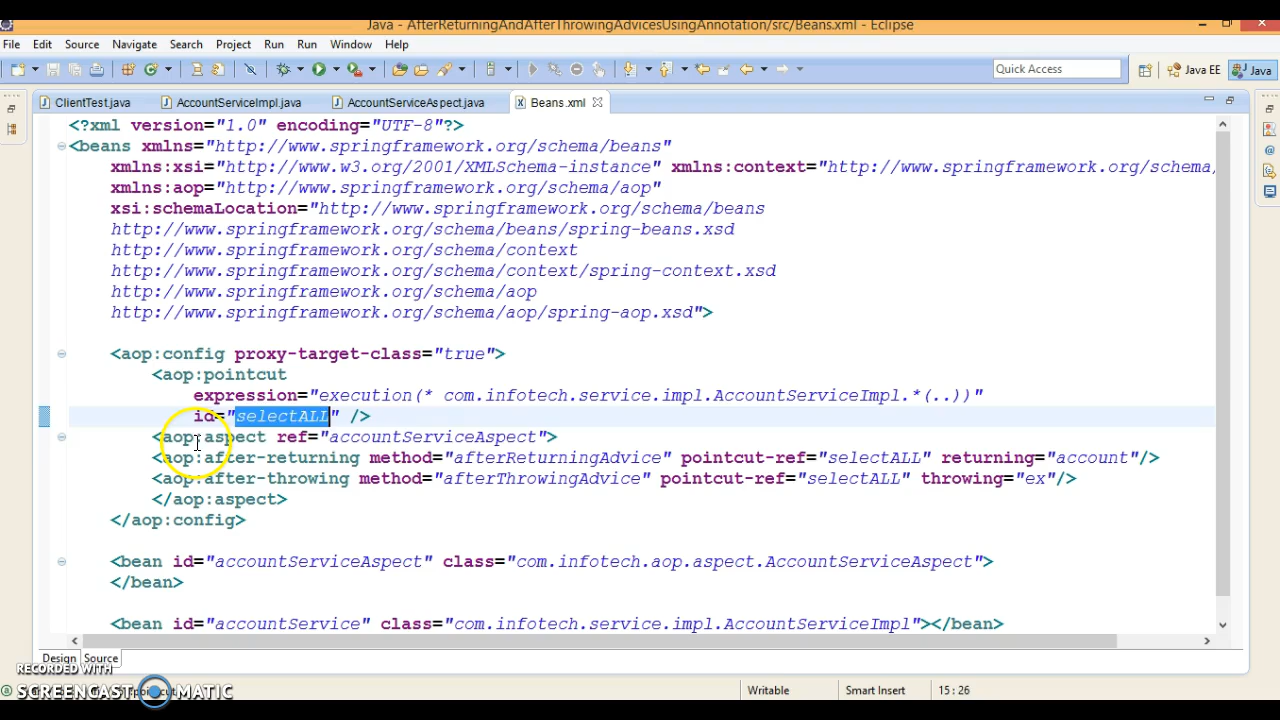 Java - AfterReturningAndAfterThrowingAdvicesUsingAnnotation/src/Beans.xml - Eclipse
File Edit Source Navigate Search Project Run Run Window Help
Quick Access Java EE Java
ClientTest.java AccountServiceImpl.java AccountServiceAspect.java Beans.xml
<?xml version="1.0" encoding="UTF-8"?>
<beans xmlns="http://www.springframework.org/schema/beans"
xmlns:xsi="http://www.w3.org/2001/XMLSchema-instance" xmlns:context="http://www.springframework.org/schema,
xmlns:aop="http://www.springframework.org/schema/aop"
xsi:schemaLocation="http://www.springframework.org/schema/beans
http://www.springframework.org/schema/beans/spring-beans.xsd
http://www.springframework.org/schema/context
http://www.springframework.org/schema/context/spring-context.xsd
http://www.springframework.org/schema/aop
http://www.springframework.org/schema/aop/spring-aop.xsd">
<aop:config proxy-target-class="true">
<aop:pointcut
expression="execution(* com.infotech.service.impl.AccountServiceImpl.*(..))"
id="selectALL" />
<aop:aspect ref="accountServiceAspect">
<aop:after-returning method="afterReturningAdvice" pointcut-ref="selectALL" returning="account"/>
<aop:after-throwing method="afterThrowingAdvice" pointcut-ref="selectALL" throwing="ex"/>
</aop:aspect>
</aop:config>
<bean id="accountServiceAspect" class="com.infotech.aop.aspect.AccountServiceAspect">
</bean>
<bean id="accountService" class="com.infotech.service.impl.AccountServiceImpl"></bean>
Design Source
RECORDED WITH
SCREENCAST MATIC
Writable Smart Insert 15 : 26